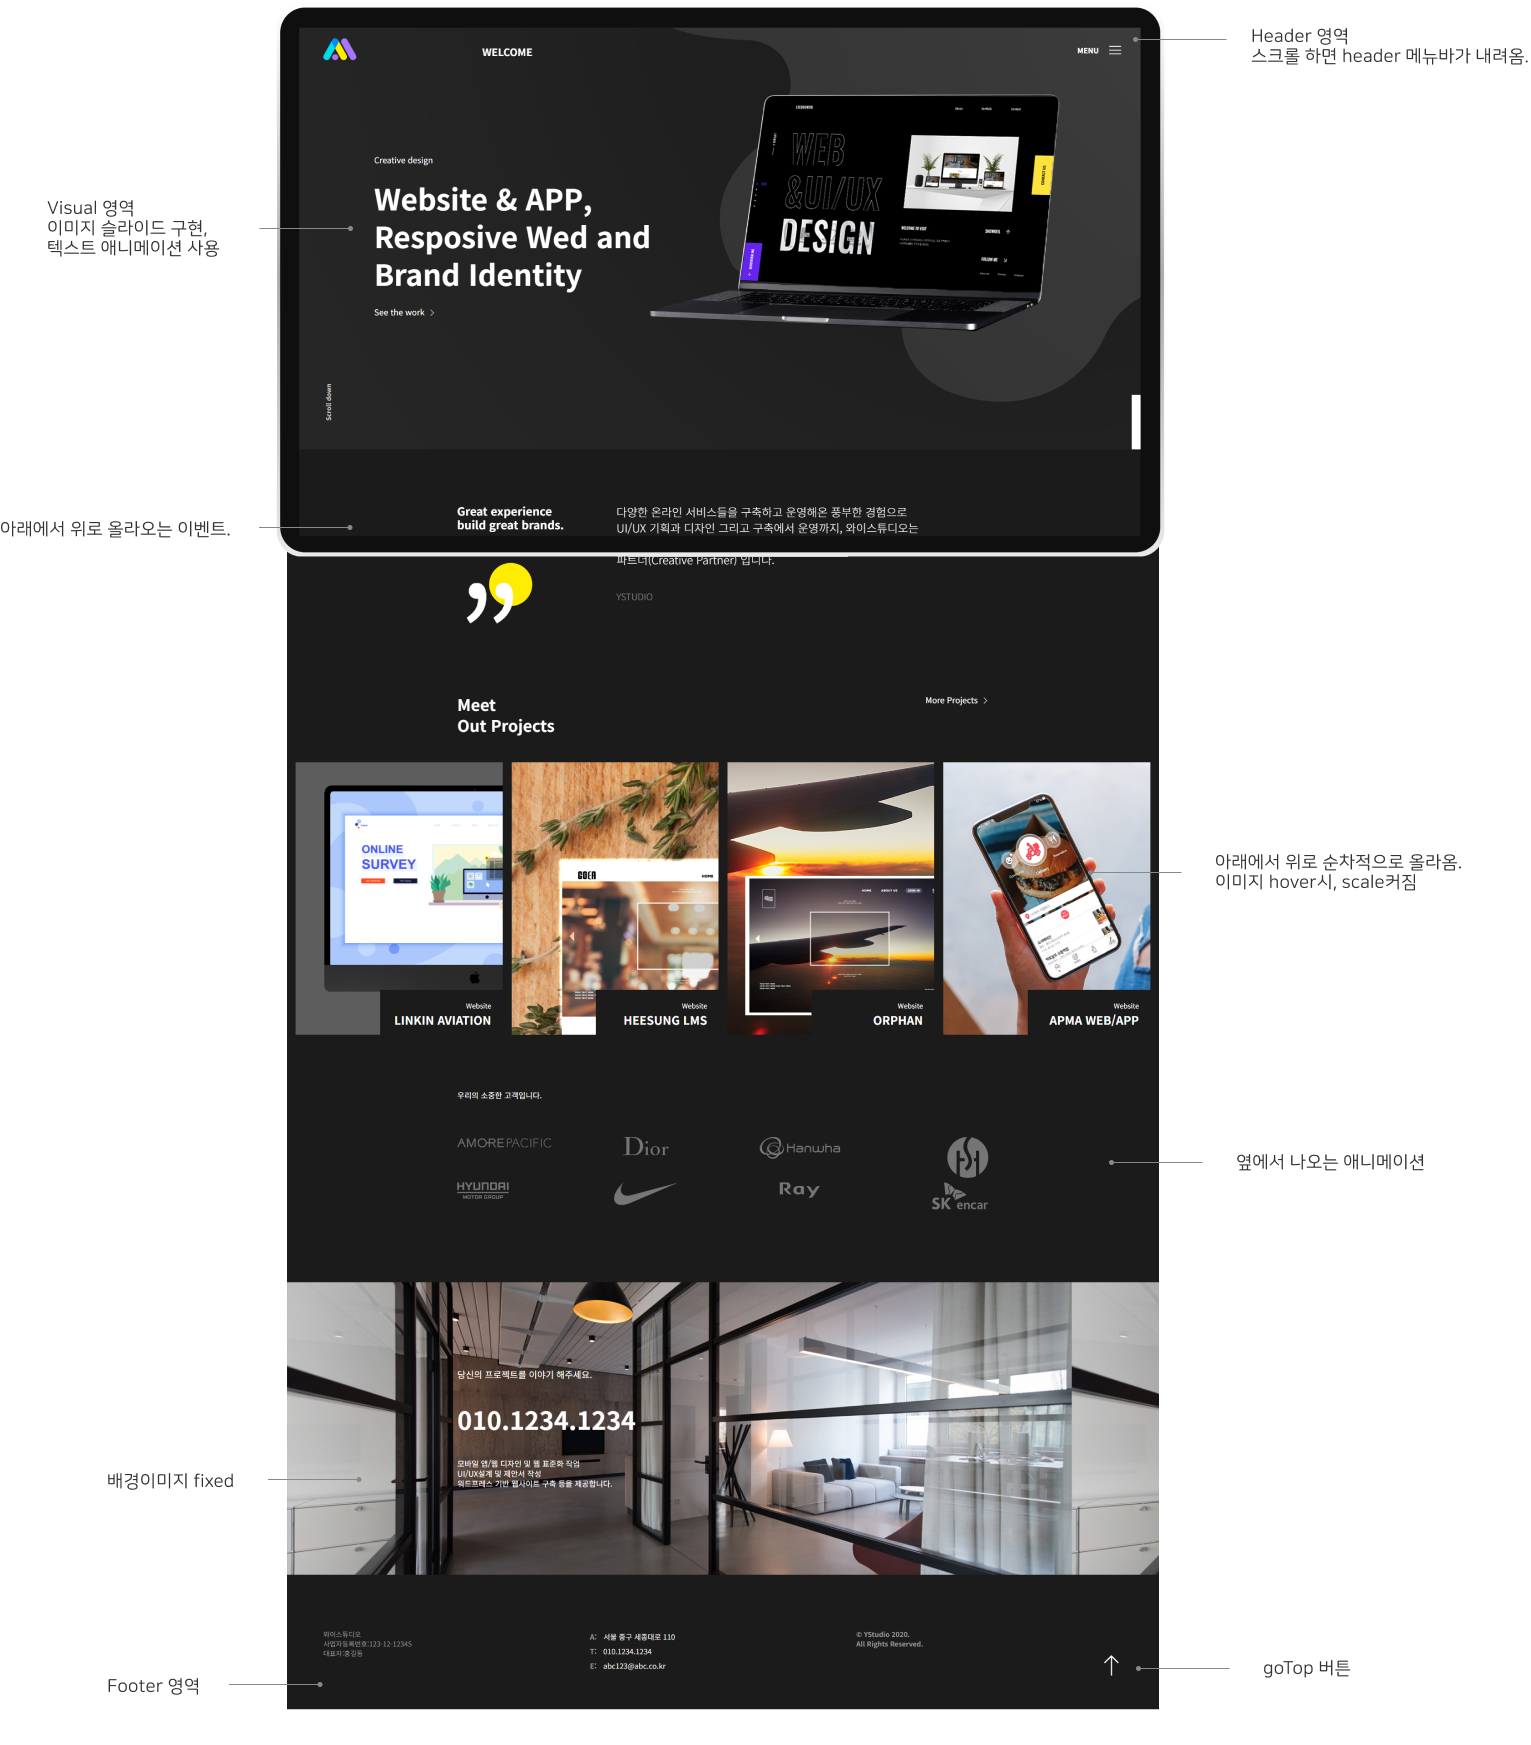 Header 영역
스크롤 하면 header 메뉴바가 내려옴.
WELCOME
MENU
Creative design
Website & APP,
Resposive Wed and
Brand Identity
See the work
Scroll down
WEB
&UI/UX
DESIGN
WELCOME TO VISIT
SHOWREEL
FOLLOW ME
CONTACT US
Visual 영역
이미지 슬라이드 구현,
텍스트 애니메이션 사용
아래에서 위로 올라오는 이벤트.
Great experience
build great brands.
다양한 온라인 서비스들을 구축하고 운영해온 풍부한 경험으로
UI/UX 기획과 디자인 그리고 구축에서 운영까지, 와이스튜디오는
파트너(Creative Partner) 입니다.
YSTUDIO
Meet
Out Projects
More Projects
ONLINE
SURVEY
GOER
HOME
HOME
ABOUT US
SIGN IN
Website
LINKIN AVIATION
Website
HEESUNG LMS
Website
ORPHAN
Website
APMA WEB/APP
아래에서 위로 순차적으로 올라옴.
이미지 hover시, scale커짐
우리의 소중한 고객입니다.
AMOREPACIFIC
Dior
Hanwha
HYUNDAI
MOTOR GROUP
Ray
SK encar
옆에서 나오는 애니메이션
당신의 프로젝트를 이야기 해주세요.
010.1234.1234
모바일 앱/웹 디자인 및 웹 표준화 작업
UI/UX설계 및 제안서 작성
워드프레스 기반 웹사이트 구축 등을 제공합니다.
배경이미지 fixed
와이스튜디오
사업자등록번호:123-12-12345
대표자:홍길동
A: 서울 중구 세종대로 110
T: 010.1234.1234
E: abc123@abc.co.kr
© YStudio 2020.
All Rights Reserved.
Footer 영역
goTop 버튼